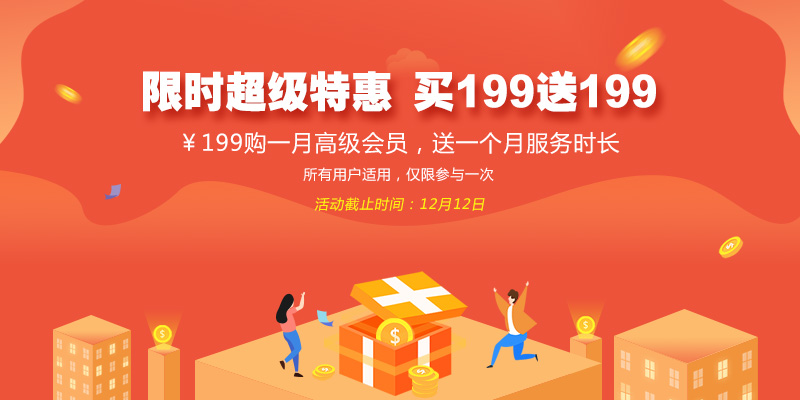 限时超级特惠 买199送199
￥199购一月高级会员，送一个月服务时长
所有用户适用，仅限参与一次
活动截止时间：12月12日